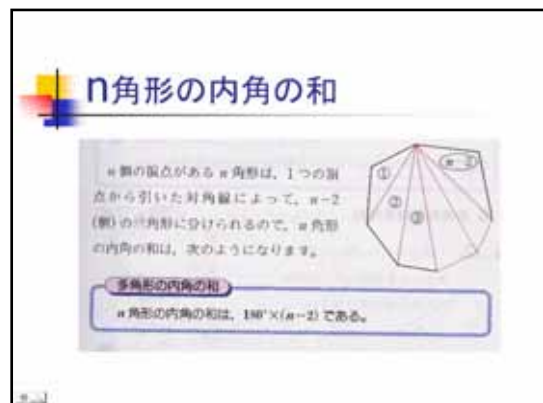 n角形の内角の和
n個の頂点がある n角形は、1つの頂
点から引いた対角線によって、n−2
(個)の三角形に分けられるので、n角形
の内角の和は、次のようになります。
①
②
③
n−2
多角形の内角の和
n角形の内角の和は、180°×(n−2)である。